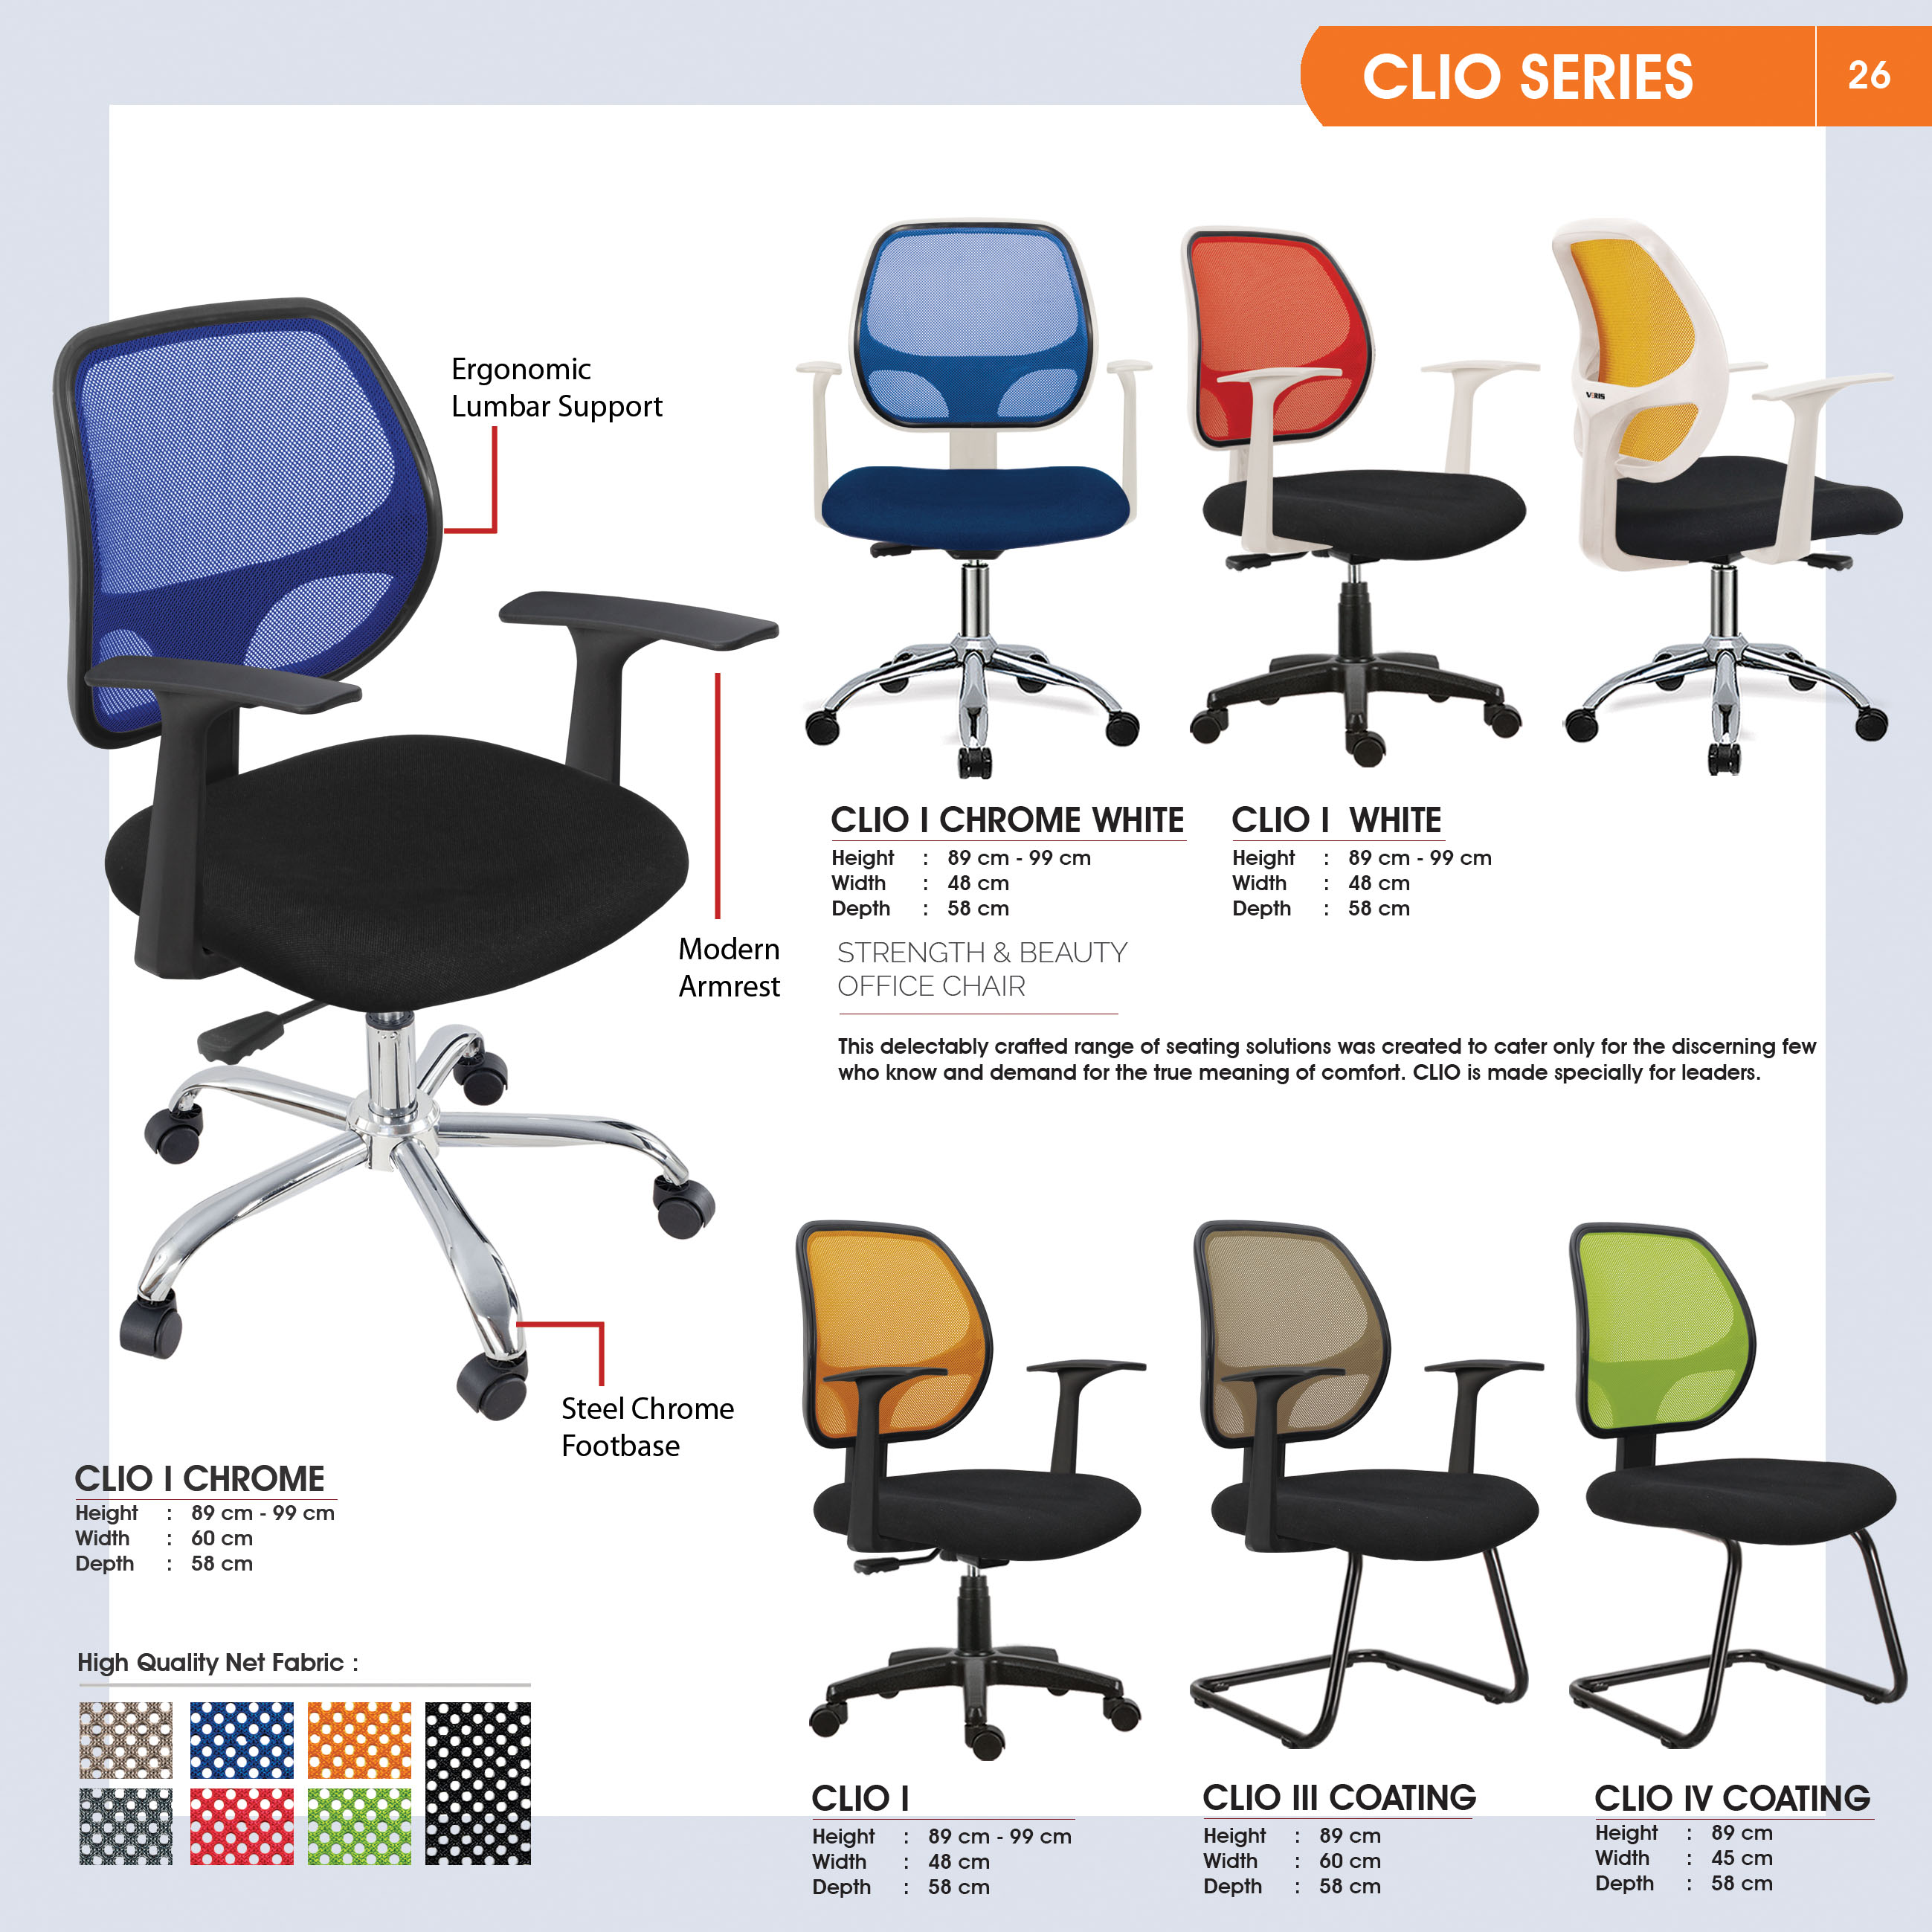 CLIO SERIES
26
Ergonomic
Lumbar Support
Modern
Armrest
Steel Chrome
Footbase
CLIO I CHROME
Height : 89 cm - 99 cm
Width : 60 cm
Depth : 58 cm
High Quality Net Fabric :
VERIS
CLIO I CHROME WHITE
Height : 89 cm - 99 cm
Width : 48 cm
Depth : 58 cm
CLIO I WHITE
Height : 89 cm - 99 cm
Width : 48 cm
Depth : 58 cm
STRENGTH & BEAUTY
OFFICE CHAIR
This delectably crafted range of seating solutions was created to cater only for the discerning few
who know and demand for the true meaning of comfort. CLIO is made specially for leaders.
CLIO I
Height : 89 cm - 99 cm
Width : 48 cm
Depth : 58 cm
CLIO III COATING
Height : 89 cm
Width : 60 cm
Depth : 58 cm
CLIO IV COATING
Height : 89 cm
Width : 45 cm
Depth : 58 cm